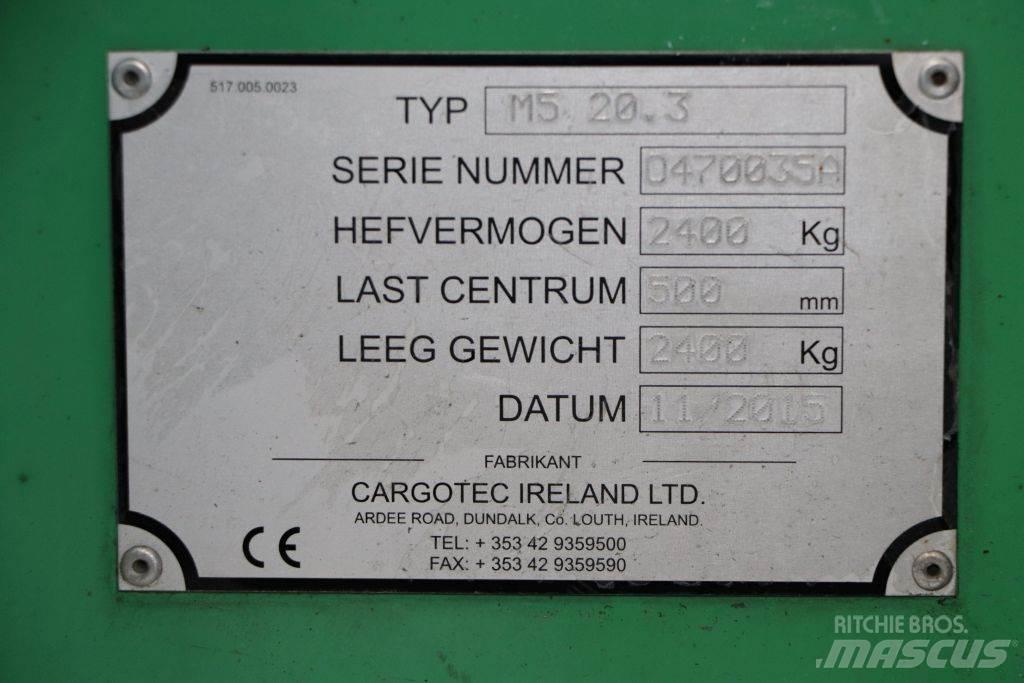 517.005.0023
TYP M5 20.3
SERIE NUMMER 0470035A
HEFVERMOGEN 2400 Kg
LAST CENTRUM 500 mm
LEEG GEWICHT 2400 Kg
DATUM 11/2015
FABRIKANT
CARGOTEC IRELAND LTD.
ARDEE ROAD, DUNDALK, Co. LOUTH, IRELAND.
CE
TEL: + 353 42 9359500
FAX: + 353 42 9359590
RITCHIE BROS.
MASCUS